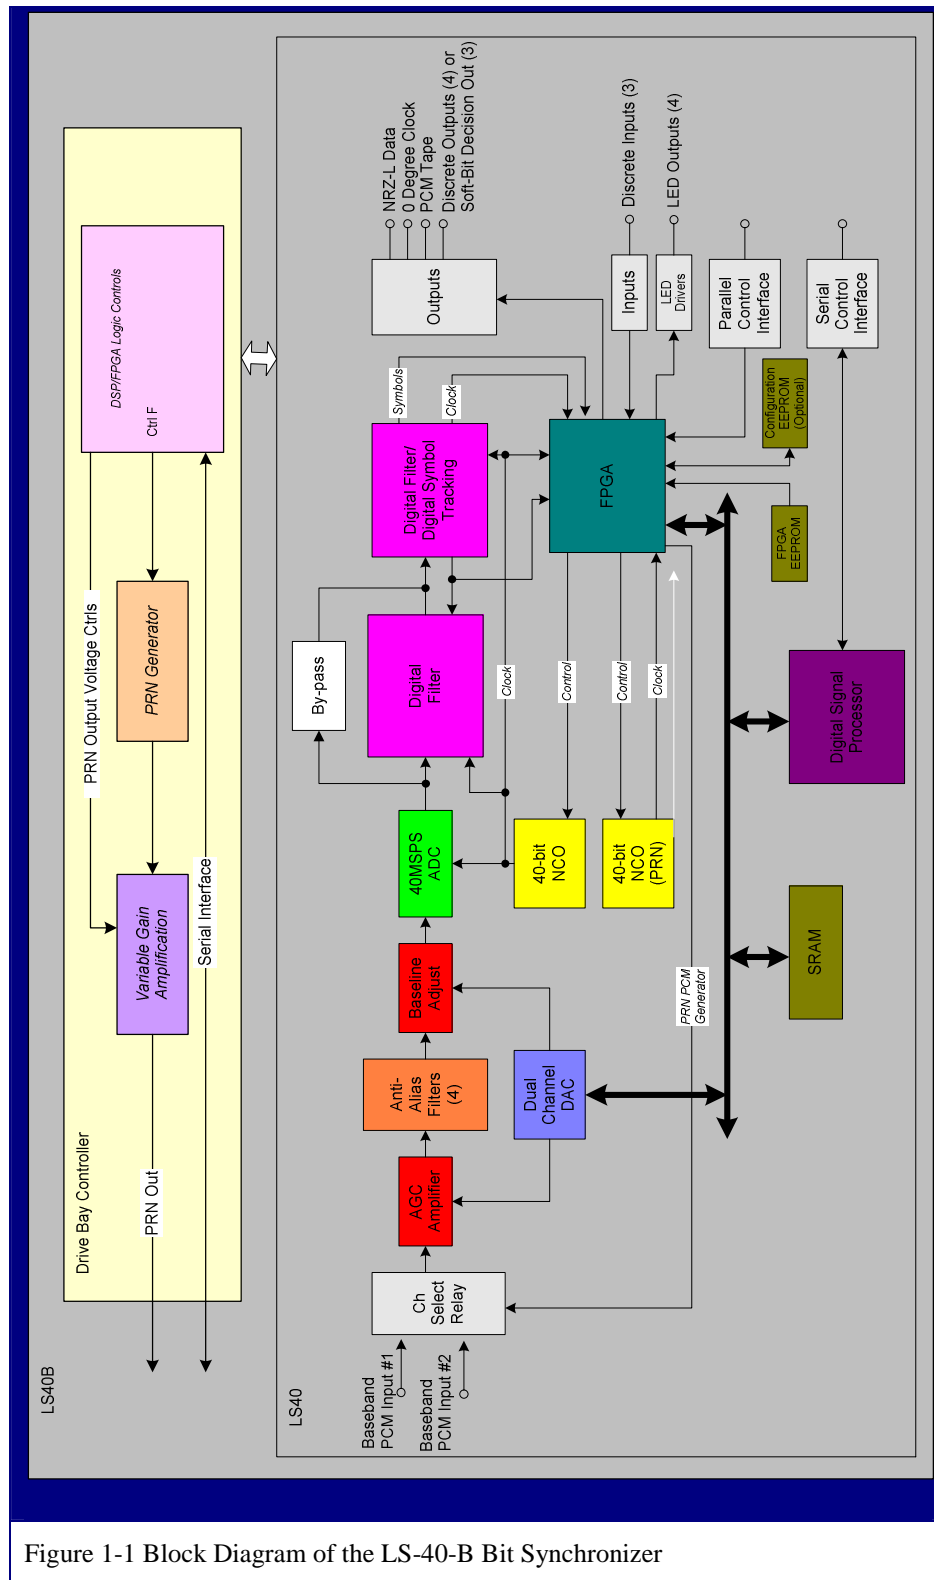 LS40B
Drive Bay Controller
PRN Out
Serial Interface
Variable Gain
Amplification
PRN Output Voltage Ctrls
PRN Generator
DSP/FPGA Logic Controls
Ctrl F
LS40
Baseband
PCM Input #1
Baseband
PCM Input #2
Ch
Select
Relay
AGC
Amplifier
Anti-
Alias
Filters
(4)
Baseline
Adjust
40MSPS
ADC
By-pass
Digital
Filter
Digital Filter/
Digital Symbol
Tracking
Symbols
Clock
Outputs
NRZ-L Data
0 Degree Clock
PCM Tape
Discrete Outputs (4) or
Soft-Bit Decision Out (3)
Dual
Channel
DAC
40-bit
NCO
40-bit
NCO
(PRN)
Clock
Control
Control
Clock
FPGA
Inputs
Discrete Inputs (3)
LED
Drivers
LED Outputs (4)
Parallel
Control
Interface
Serial
Control
Interface
Configuration
EEPROM
(Optional)
FPGA
EEPROM
PRN PCM
Generator
SRAM
Digital Signal
Processor
Figure 1-1 Block Diagram of the LS-40-B Bit Synchronizer